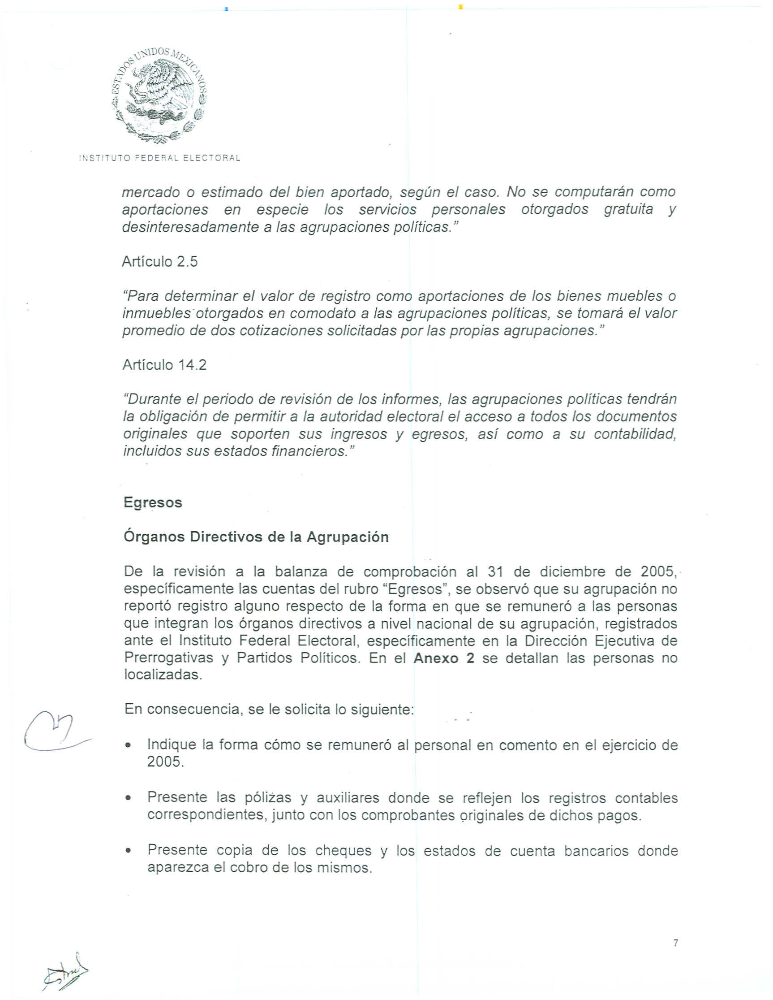 ESTADOS UNIDOS MEXICANOS
INSTITUTO FEDERAL ELECTORAL
mercado o estimado del bien aportado, según el caso. No se computarán como
aportaciones en especie los servicios personales otorgados gratuita y
desinteresadamente a las agrupaciones políticas.”
Artículo 2.5
“Para determinar el valor de registro como aportaciones de los bienes muebles o
inmuebles otorgados en comodato a las agrupaciones políticas, se tomará el valor
promedio de dos cotizaciones solicitadas por las propias agrupaciones.”
Artículo 14.2
“Durante el periodo de revisión de los informes, las agrupaciones políticas tendrán
la obligación de permitir a la autoridad electoral el acceso a todos los documentos
originales que soporten sus ingresos y egresos, así como a su contabilidad,
incluidos sus estados financieros.”
Egresos
Órganos Directivos de la Agrupación
De la revisión a la balanza de comprobación al 31 de diciembre de 2005,
específicamente las cuentas del rubro “Egresos”, se observó que su agrupación no
reportó registro alguno respecto de la forma en que se remuneró a las personas
que integran los órganos directivos a nivel nacional de su agrupación, registrados
ante el Instituto Federal Electoral, específicamente en la Dirección Ejecutiva de
Prerrogativas y Partidos Políticos. En el Anexo 2 se detallan las personas no
localizadas.
En consecuencia, se le solicita lo siguiente:
• Indique la forma cómo se remuneró al personal en comento en el ejercicio de
2005.
• Presente las pólizas y auxiliares donde se reflejen los registros contables
correspondientes, junto con los comprobantes originales de dichos pagos.
• Presente copia de los cheques y los estados de cuenta bancarios donde
aparezca el cobro de los mismos.
7